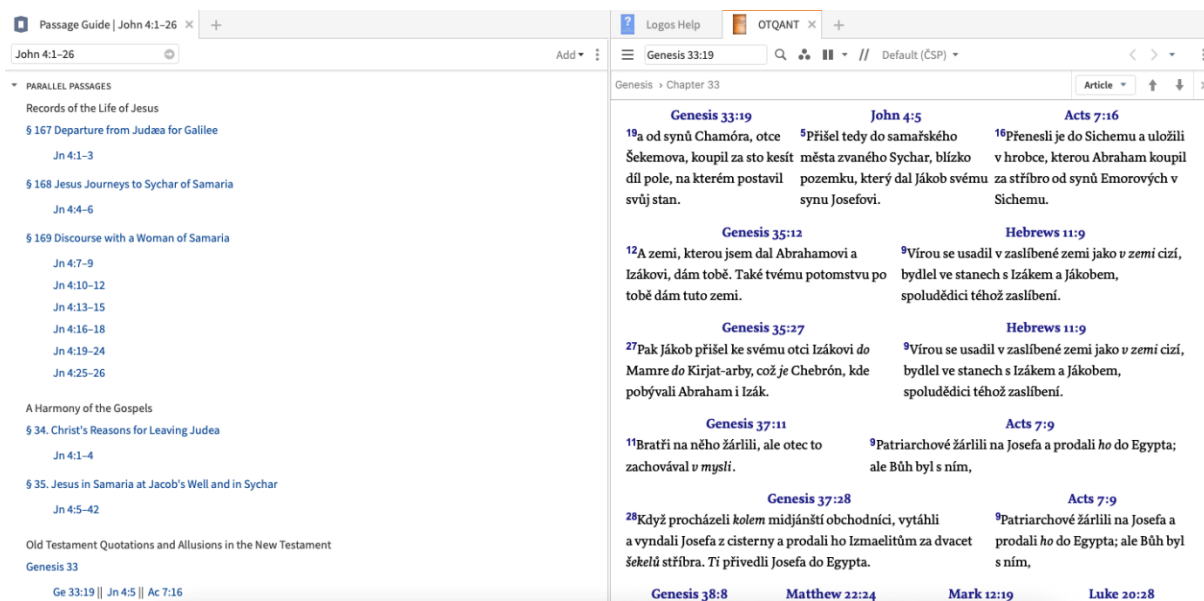 Passage Guide | John 4:1–26
John 4:1–26
Add
PARALLEL PASSAGES
Records of the Life of Jesus
§ 167 Departure from Judæa for Galilee
Jn 4:1–3
§ 168 Jesus Journeys to Sychar of Samaria
Jn 4:4–6
§ 169 Discourse with a Woman of Samaria
Jn 4:7–9
Jn 4:10–12
Jn 4:13–15
Jn 4:16–18
Jn 4:19–24
Jn 4:25–26
A Harmony of the Gospels
§ 34. Christ's Reasons for Leaving Judea
Jn 4:1–4
§ 35. Jesus in Samaria at Jacob's Well and in Sychar
Jn 4:5–42
Old Testament Quotations and Allusions in the New Testament
Genesis 33
Ge 33:19 || Jn 4:5 || Ac 7:16
Logos Help
OTQANT
Genesis 33:19
Default (ČSP)
Genesis › Chapter 33
Article
Genesis 33:19
19a od synů Chamóra, otce
Šekemova, koupil za sto kesít
díl pole, na kterém postavil
svůj stan.
John 4:5
5Přišel tedy do samařského
města zvaného Sychar, blízko
pozemku, který dal Jákob svému
synu Josefovi.
Acts 7:16
16Přenesli je do Sichemu a uložili
v hrobce, kterou Abraham koupil
za stříbro od synů Emorových v
Sichemu.
Genesis 35:12
12A zemi, kterou jsem dal Abrahamovi a
Izákovi, dám tobě. Také tvému potomstvu po
tobě dám tuto zemi.
Hebrews 11:9
9Vírou se usadil v zaslíbené zemi jako v zemi cizí,
bydlel ve stanech s Izákem a Jákobem,
spoludědici téhož zaslíbení.
Genesis 35:27
27Pak Jákob přišel ke svému otci Izákovi do
Mamre do Kirjat-arby, což je Chebrón, kde
pobývali Abraham i Izák.
Hebrews 11:9
9Vírou se usadil v zaslíbené zemi jako v zemi cizí,
bydlel ve stanech s Izákem a Jákobem,
spoludědici téhož zaslíbení.
Genesis 37:11
11Bratři na něho žárlili, ale otec to
zachovával v mysli.
Acts 7:9
9Patriarchové žárlili na Josefa a prodali ho do Egypta;
ale Bůh byl s ním,
Genesis 37:28
28Když procházeli kolem midjánští obchodníci, vytáhli
a vyndali Josefa z cisterny a prodali ho Izmaelitům za dvacet
šekelů stříbra. Ti přivedli Josefa do Egypta.
Acts 7:9
9Patriarchové žárlili na Josefa a
prodali ho do Egypta; ale Bůh byl
s ním,
Genesis 38:8
Matthew 22:24
Mark 12:19
Luke 20:28